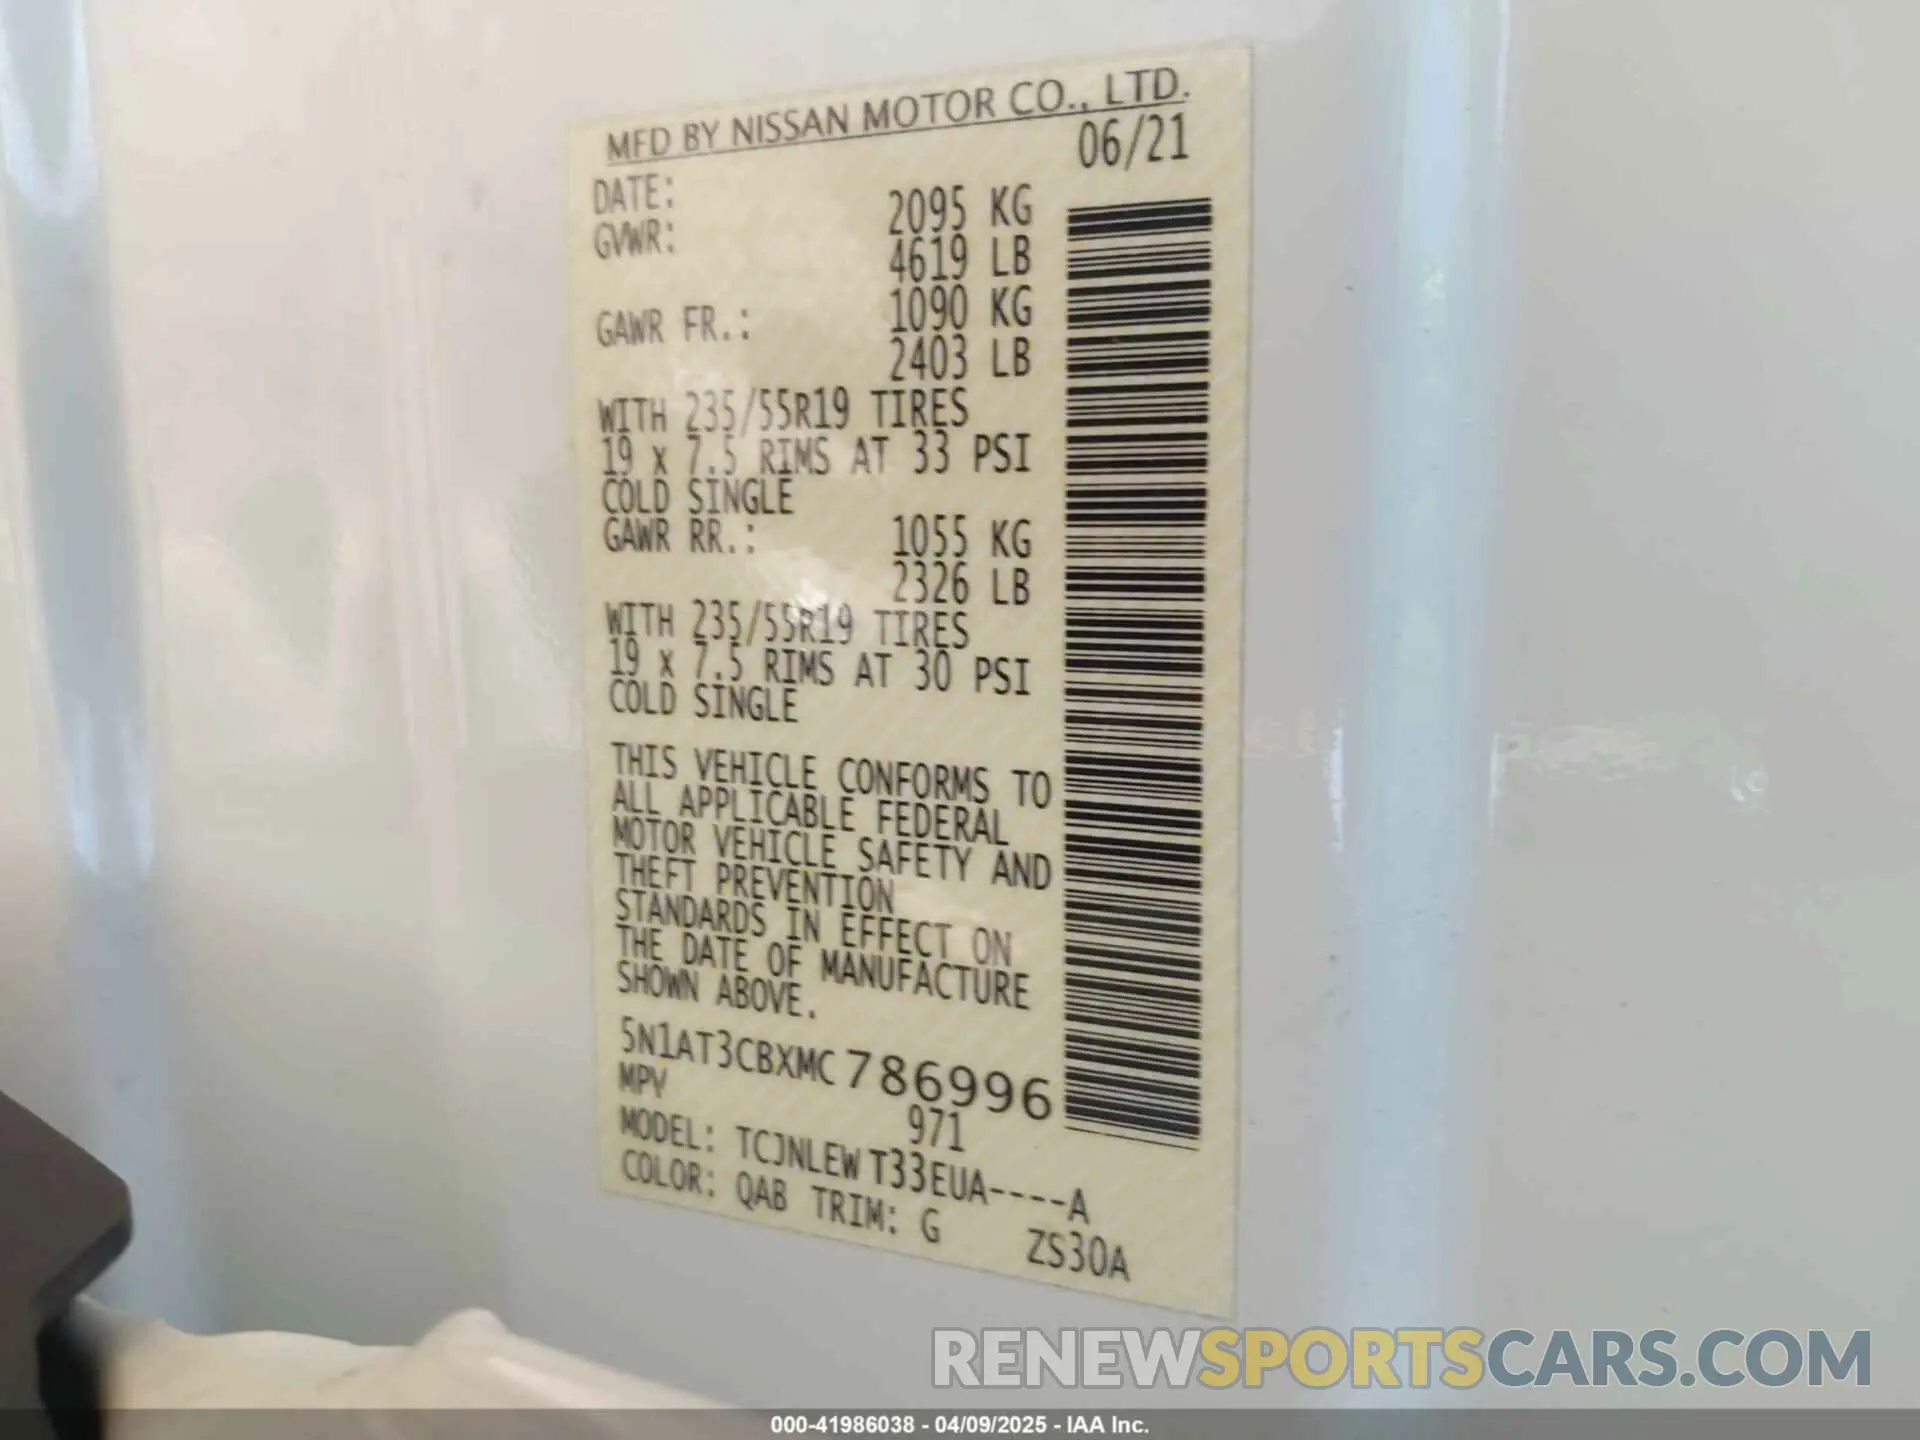 MFD BY NISSAN MOTOR CO., LTD.
DATE: 06/21
GVWR: 2095 KG
4619 LB
GAWR FR.: 1090 KG
2403 LB
WITH 235/55R19 TIRES
19 x 7.5 RIMS AT 33 PSI
COLD SINGLE
GAWR RR.: 1055 KG
2326 LB
WITH 235/55R19 TIRES
19 x 7.5 RIMS AT 30 PSI
COLD SINGLE
THIS VEHICLE CONFORMS TO
ALL APPLICABLE FEDERAL
MOTOR VEHICLE SAFETY AND
THEFT PREVENTION
STANDARDS IN EFFECT ON
THE DATE OF MANUFACTURE
SHOWN ABOVE.
5N1AT3CBXMC786996
MPV 971
MODEL: TCJNLEW T33EUA----A
COLOR: QAB TRIM: G ZS30A
RENEWSPORTSCARS.COM
000-41986038 - 04/09/2025 - IAA Inc.